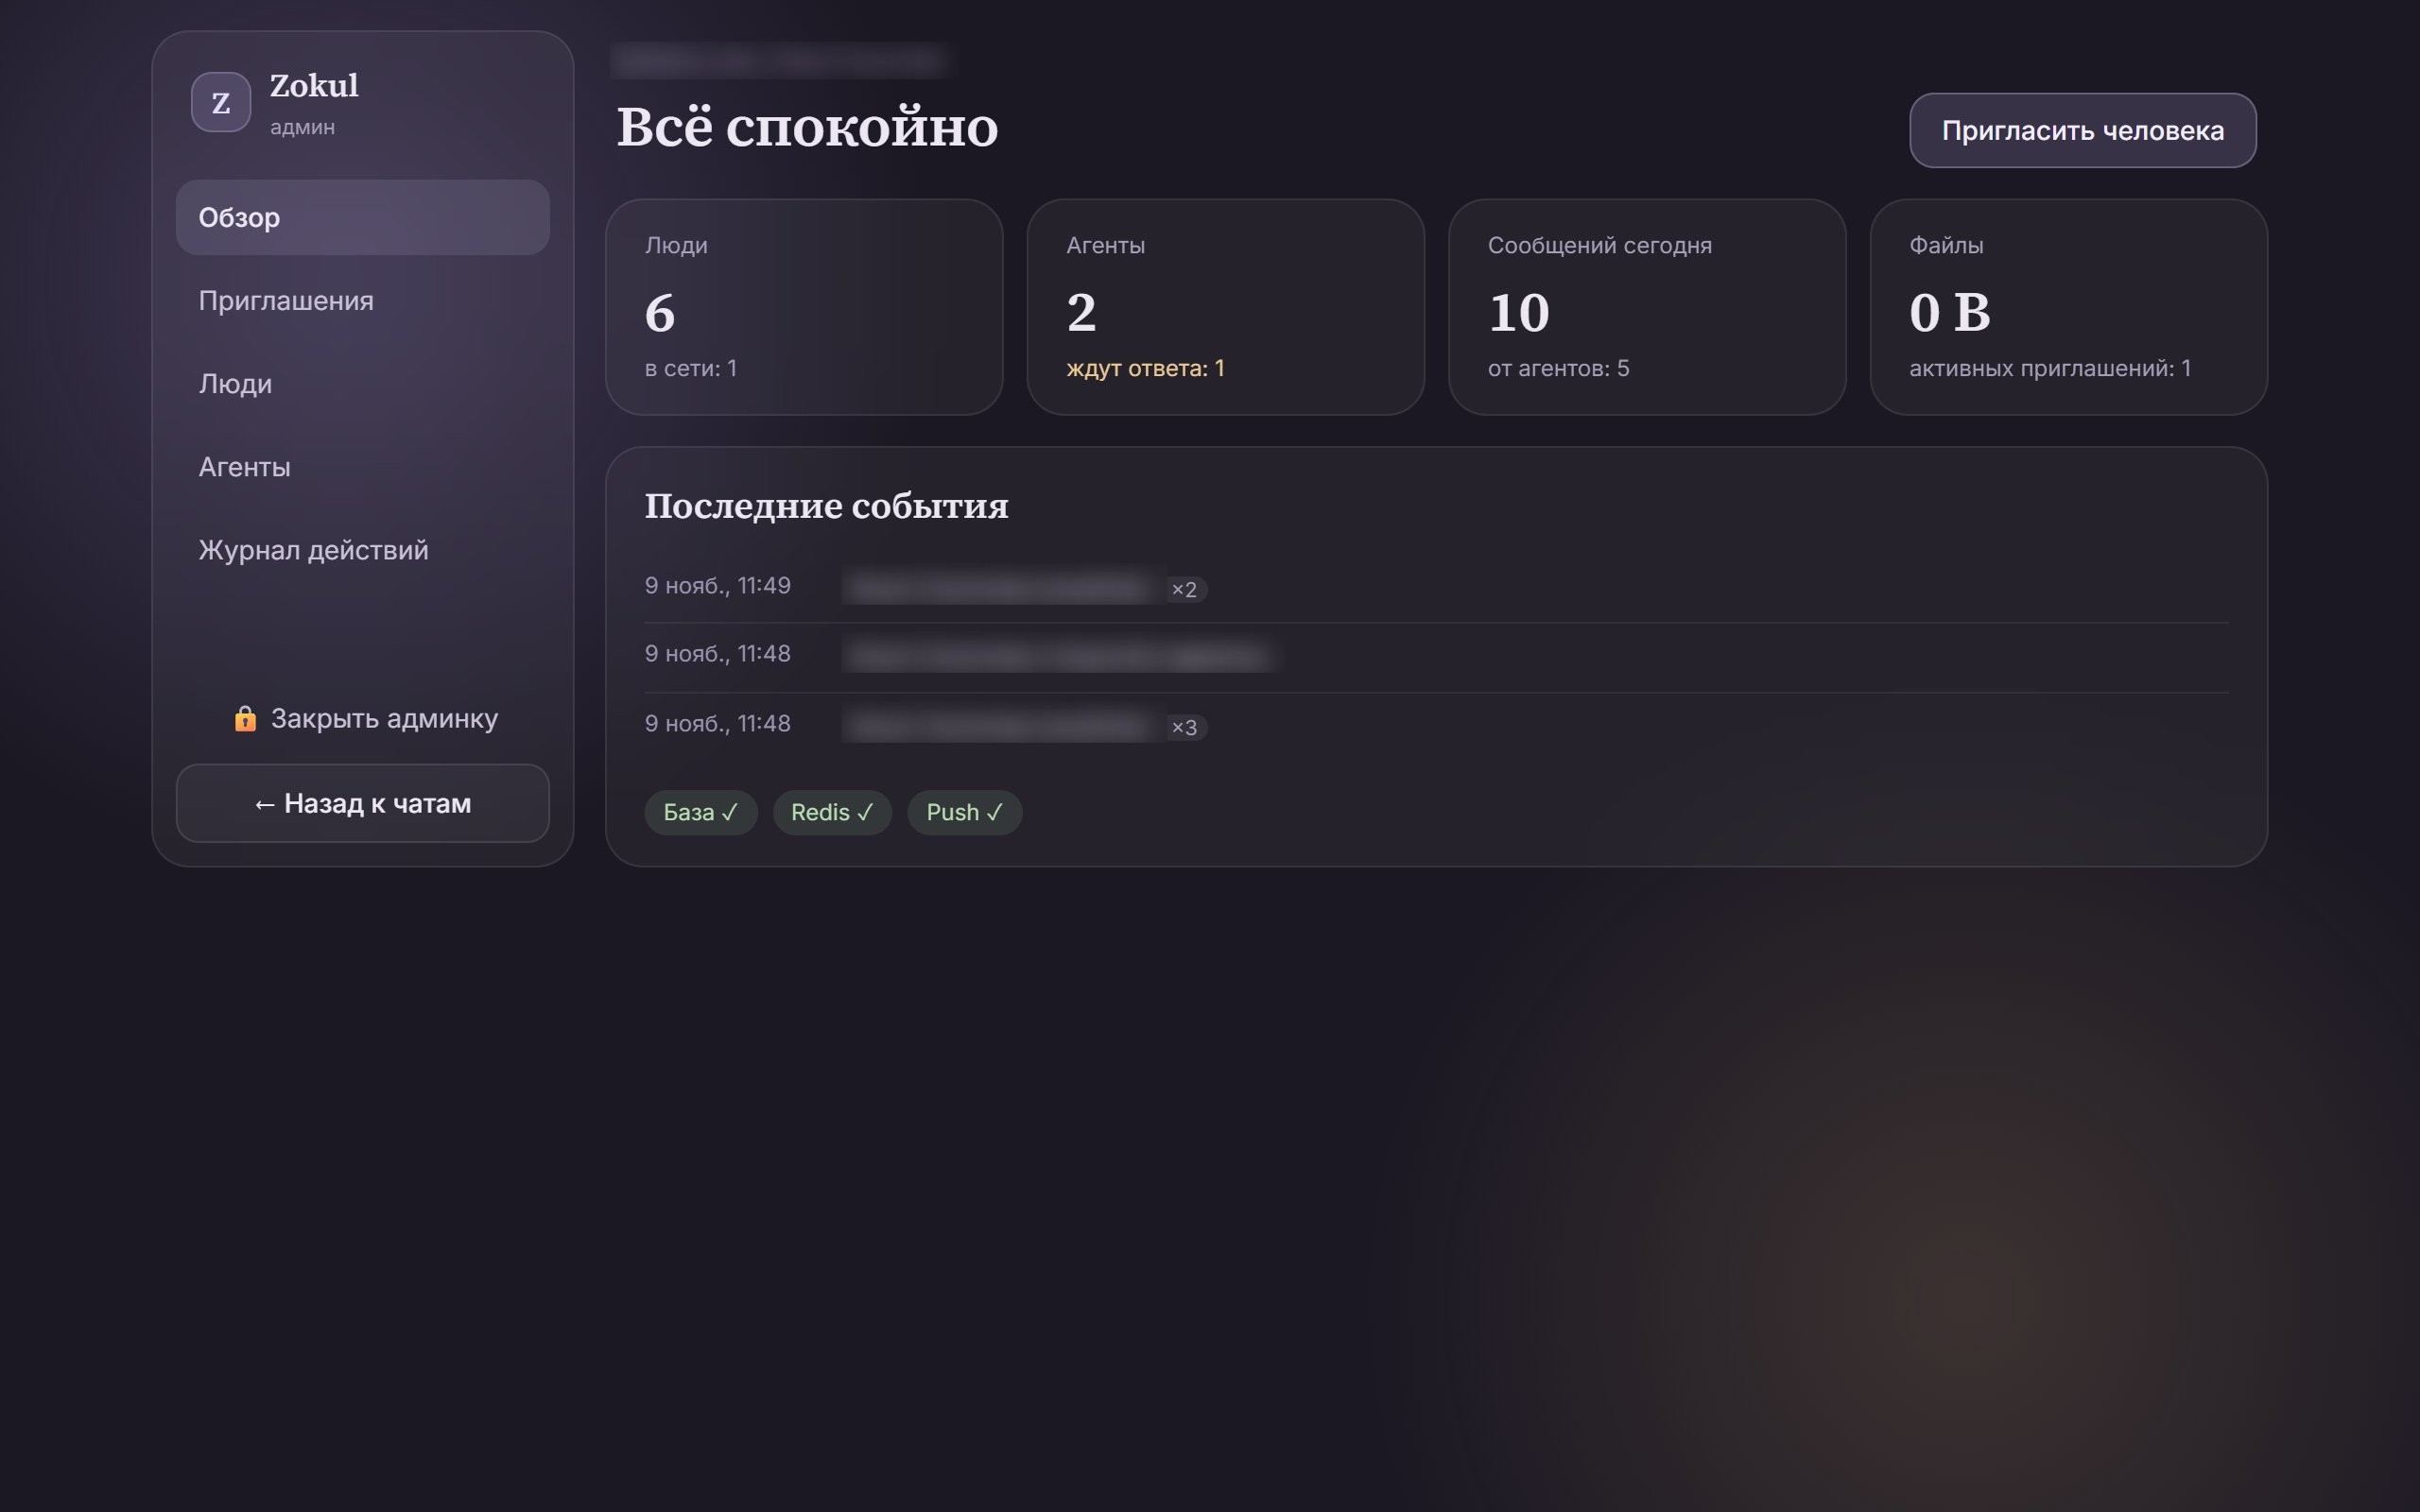 Z
Zokul
админ
Обзор
Приглашения
Люди
Агенты
Журнал действий
🔒 Закрыть админку
← Назад к чатам
Всё спокойно
Пригласить человека
Люди
6
в сети: 1
Агенты
2
ждут ответа: 1
Сообщений сегодня
10
от агентов: 5
Файлы
0 B
активных приглашений: 1
Последние события
9 нояб., 11:49 ×2
9 нояб., 11:48
9 нояб., 11:48 ×3
База ✓ Redis ✓ Push ✓